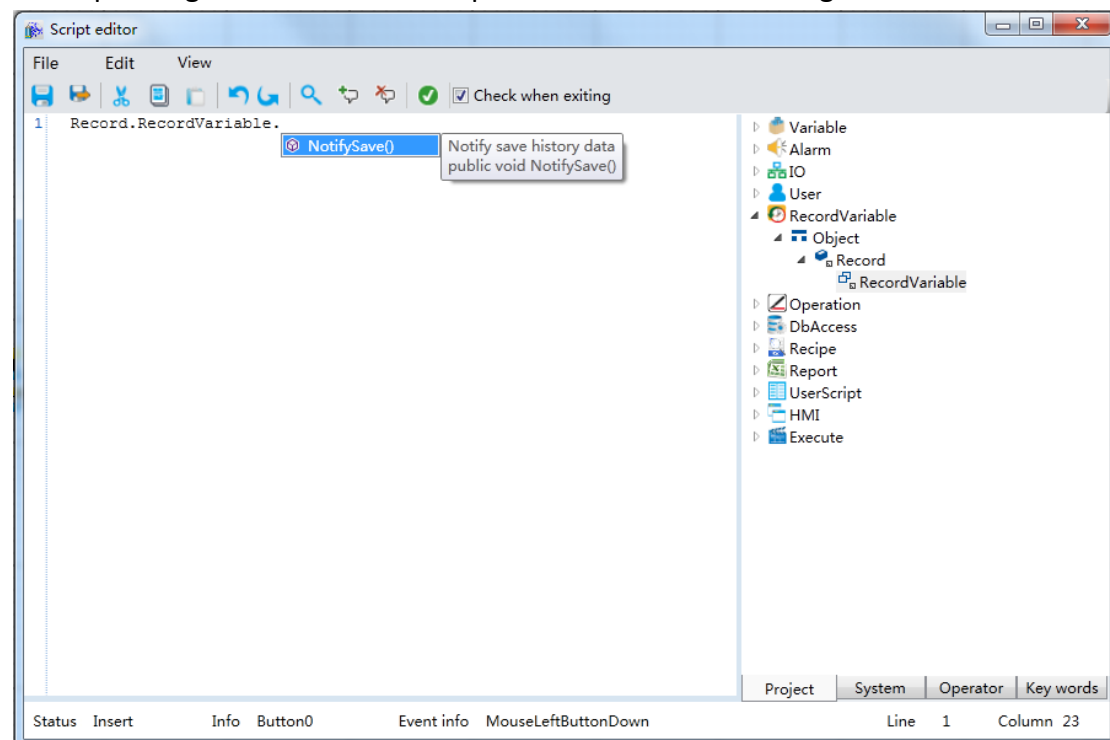 Script editor
File Edit View
Check when exiting
1 Record.RecordVariable.
NotifySave()
Notify save history data
public void NotifySave()
Variable
Alarm
IO
User
RecordVariable
Object
Record
RecordVariable
Operation
DbAccess
Recipe
Report
UserScript
HMI
Execute
Project System Operator Key words
Status Insert Info Button0 Event info MouseLeftButtonDown Line 1 Column 23